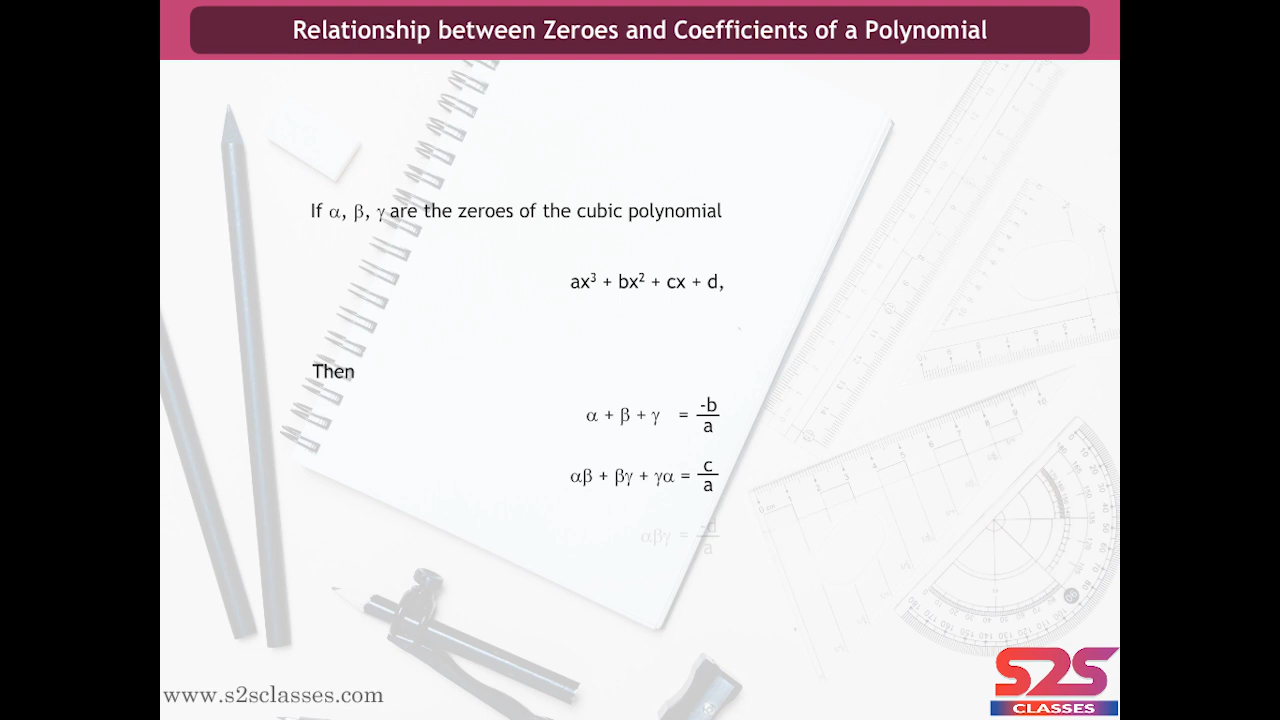 Relationship between Zeroes and Coefficients of a Polynomial
If α, β, γ are the zeroes of the cubic polynomial
ax³ + bx² + cx + d,
Then
α + β + γ = -b/a
αβ + βγ + γα = c/a
αβγ = -d/a
www.s2sclasses.com
S2S
CLASSES